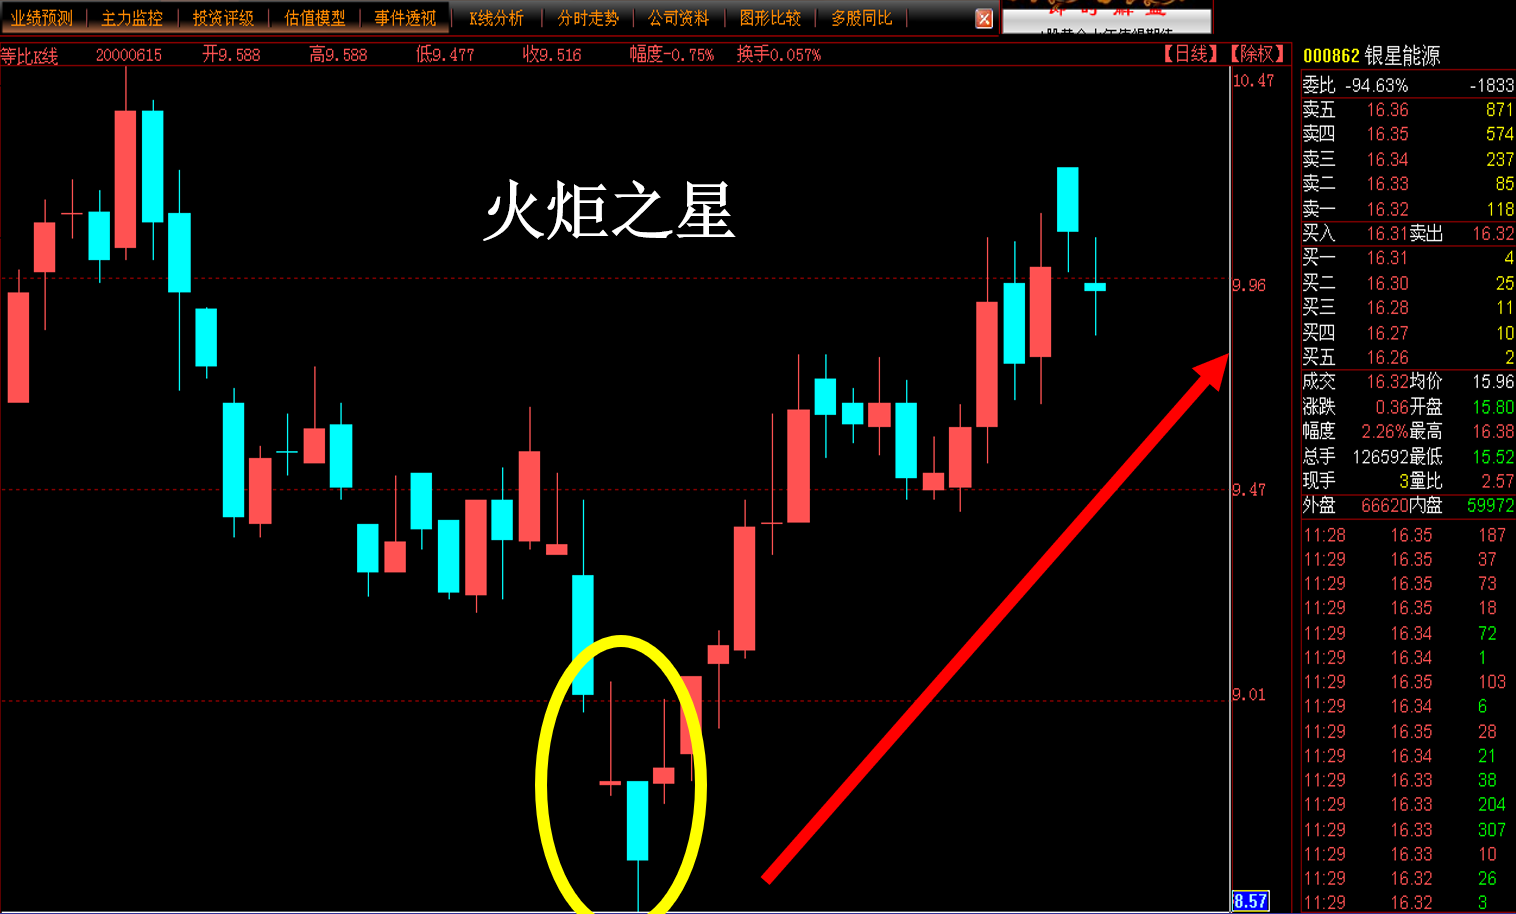 业绩预测 主力监控 投资评级 估值模型 事件透视 K线分析 分时走势 公司资料 图形比较 多股同比
等比K线 20000615 开9.588 高9.588 低9.477 收9.516 幅度-0.75% 换手0.057% 【日线】【除权】
10.47
火炬之星
9.96
9.47
9.01
8.57
000862 银星能源
委比 -94.63% -1833
卖五 16.36 871
卖四 16.35 574
卖三 16.34 237
卖二 16.33 85
卖一 16.32 118
买入 16.31 卖出 16.32
买一 16.31 4
买二 16.30 25
买三 16.28 11
买四 16.27 10
买五 16.26 2
成交 16.32 均价 15.96
涨跌 0.36 开盘 15.80
幅度 2.26% 最高 16.38
总手 126592 最低 15.52
现手 3 量比 2.57
外盘 66620 内盘 59972
11:28 16.35 187
11:29 16.35 37
11:29 16.35 73
11:29 16.35 18
11:29 16.34 72
11:29 16.34 1
11:29 16.35 103
11:29 16.34 6
11:29 16.35 28
11:29 16.34 21
11:29 16.33 38
11:29 16.33 204
11:29 16.33 307
11:29 16.33 10
11:29 16.32 26
11:29 16.32 3